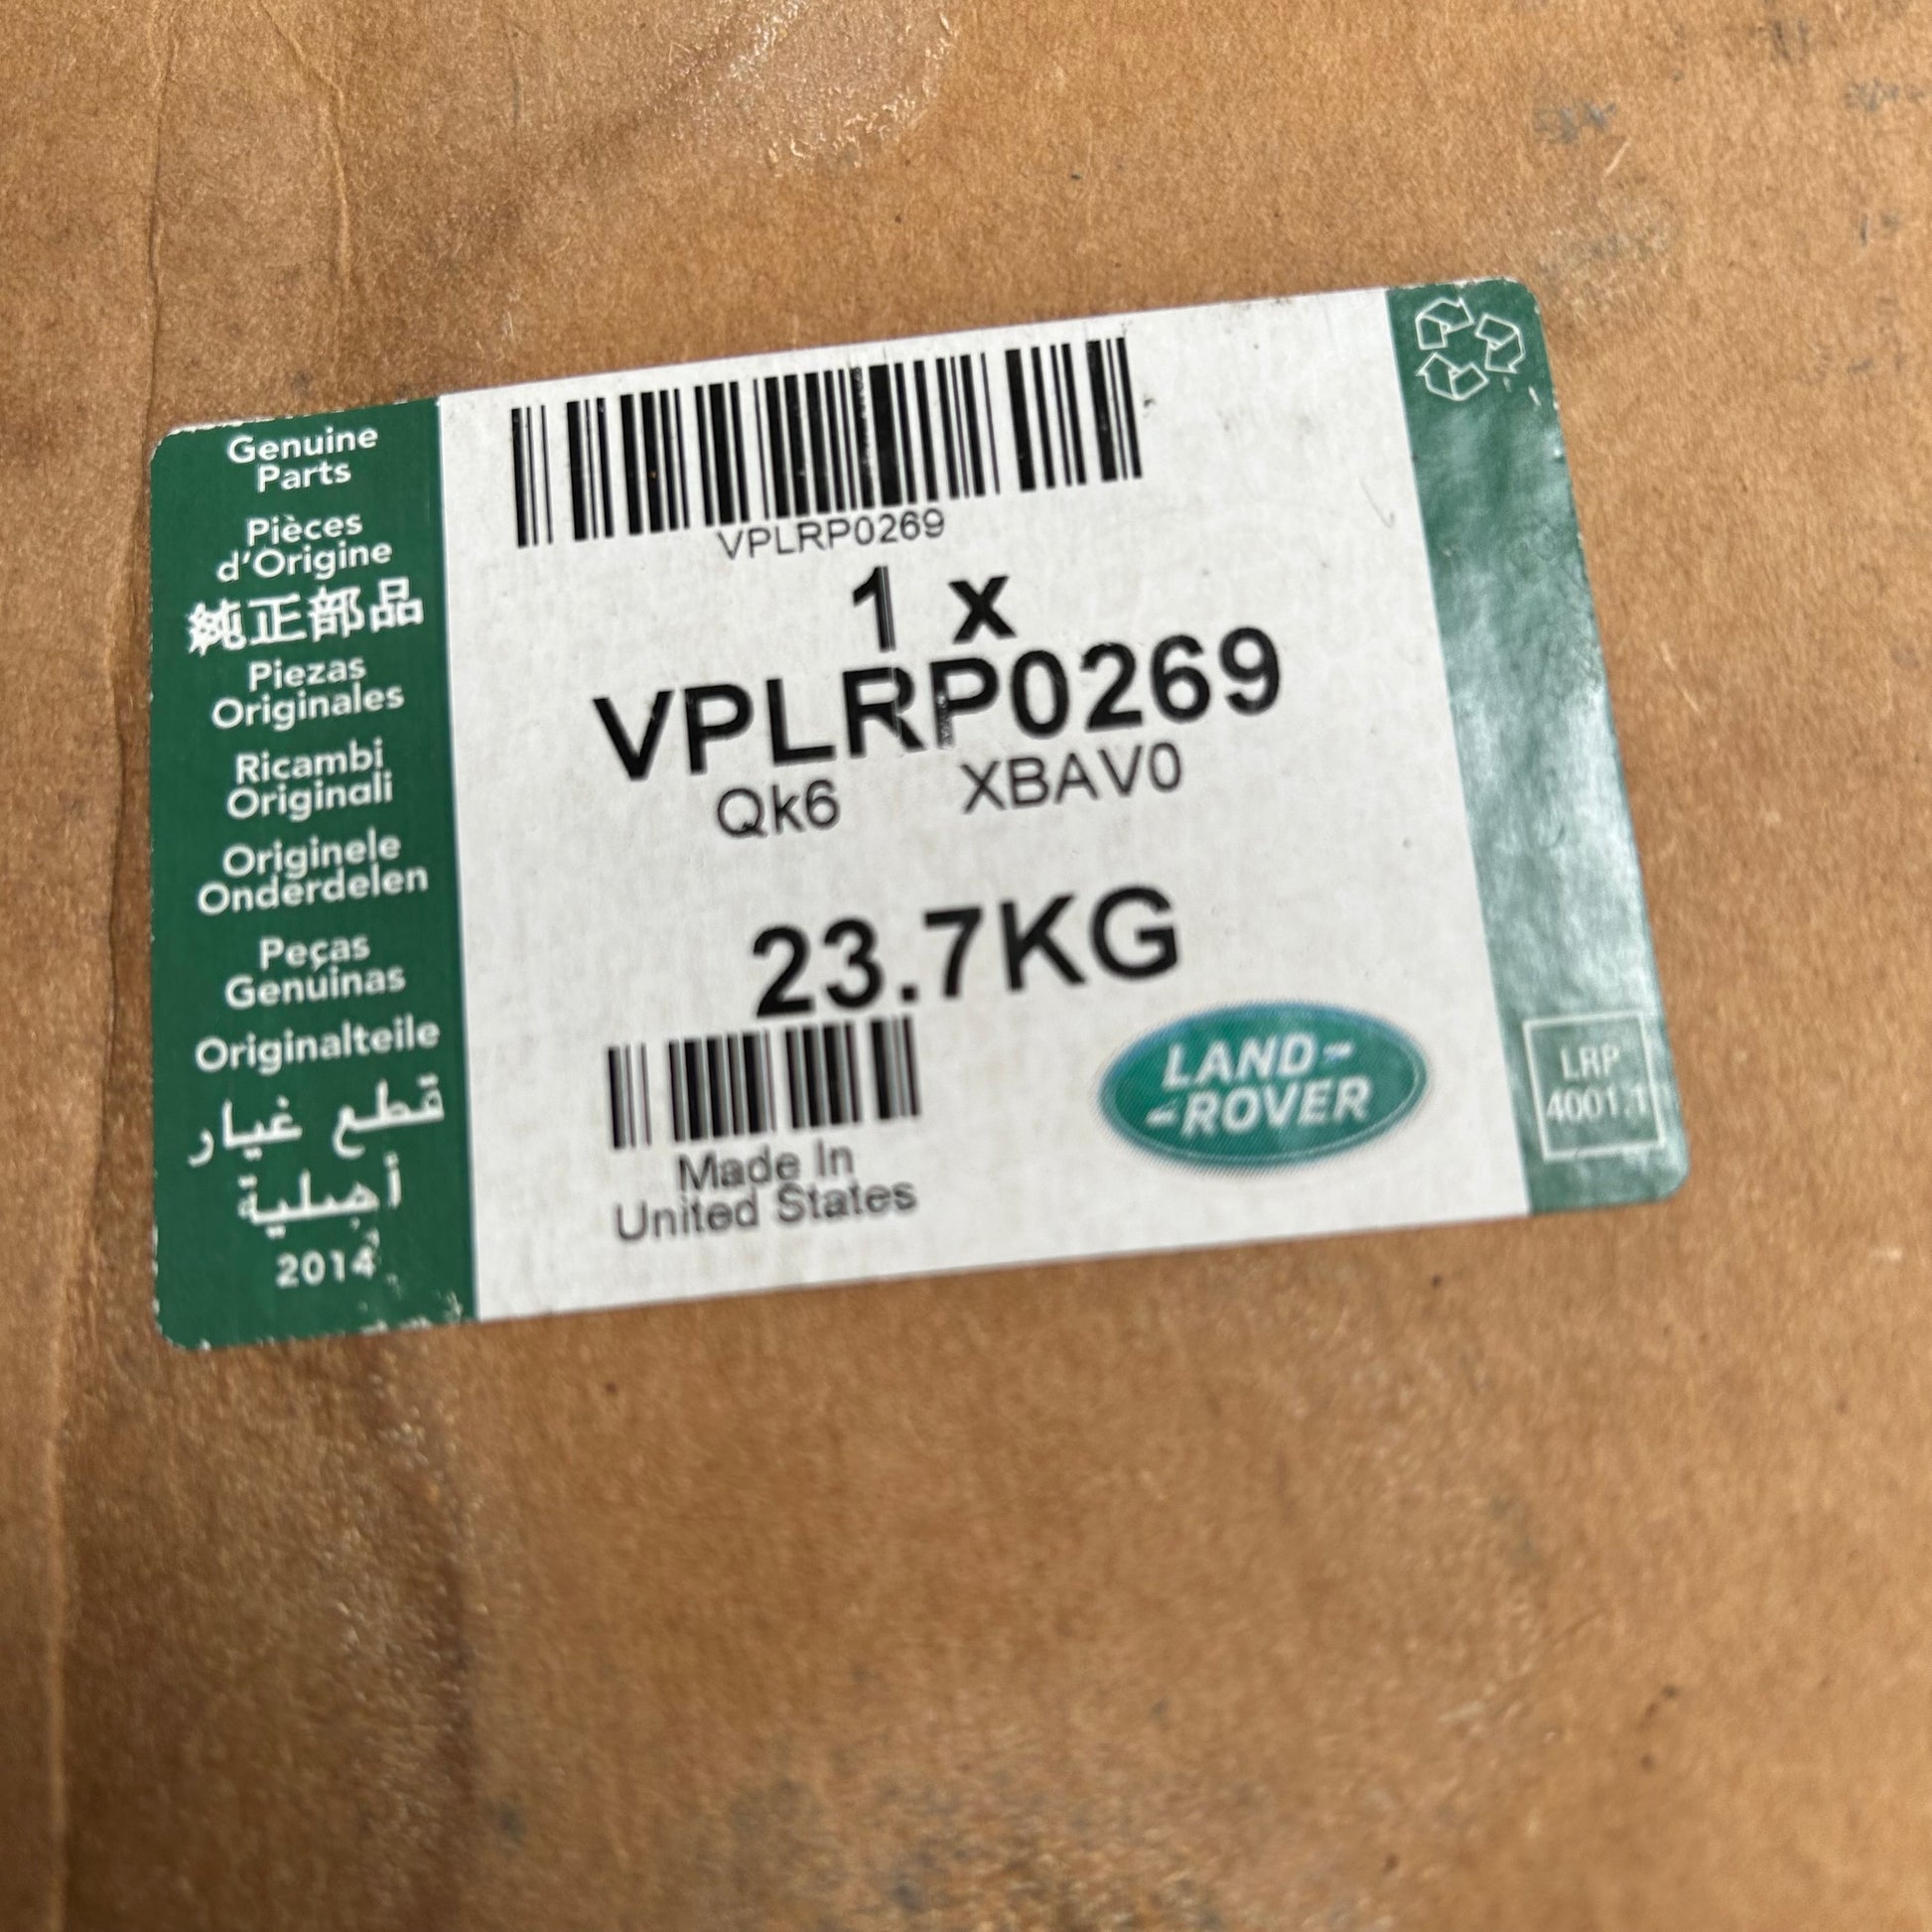 Genuine
Parts
Pièces
d'Origine
純正部品
Piezas
Originales
Ricambi
Originali
Originele
Onderdelen
Peças
Genuínas
Originalteile
قطع غيار
أصلية
2014
VPLRP0269
1 x
VPLRP0269
Qk6 XBAV0
23.7KG
Made In
United States
LAND-
-ROVER
LRP
4001.1